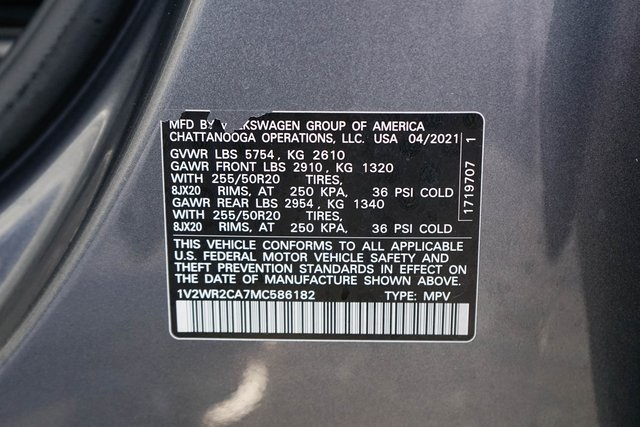 MFD BY V KSWAGEN GROUP OF AMERICA
CHATTANOOGA OPERATIONS, LLC. USA 04/2021
GVWR LBS 5754, KG 2610
GAWR FRONT LBS 2910, KG 1320
WITH 255/50R20 TIRES,
8JX20 RIMS, AT 250 KPA, 36 PSI COLD
GAWR REAR LBS 2954, KG 1340
WITH 255/50R20 TIRES,
8JX20 RIMS, AT 250 KPA, 36 PSI COLD
1719707 1
THIS VEHICLE CONFORMS TO ALL APPLICABLE
U.S. FEDERAL MOTOR VEHICLE SAFETY AND
THEFT PREVENTION STANDARDS IN EFFECT ON
THE DATE OF MANUFACTURE SHOWN ABOVE.
1V2WR2CA7MC586182 TYPE: MPV